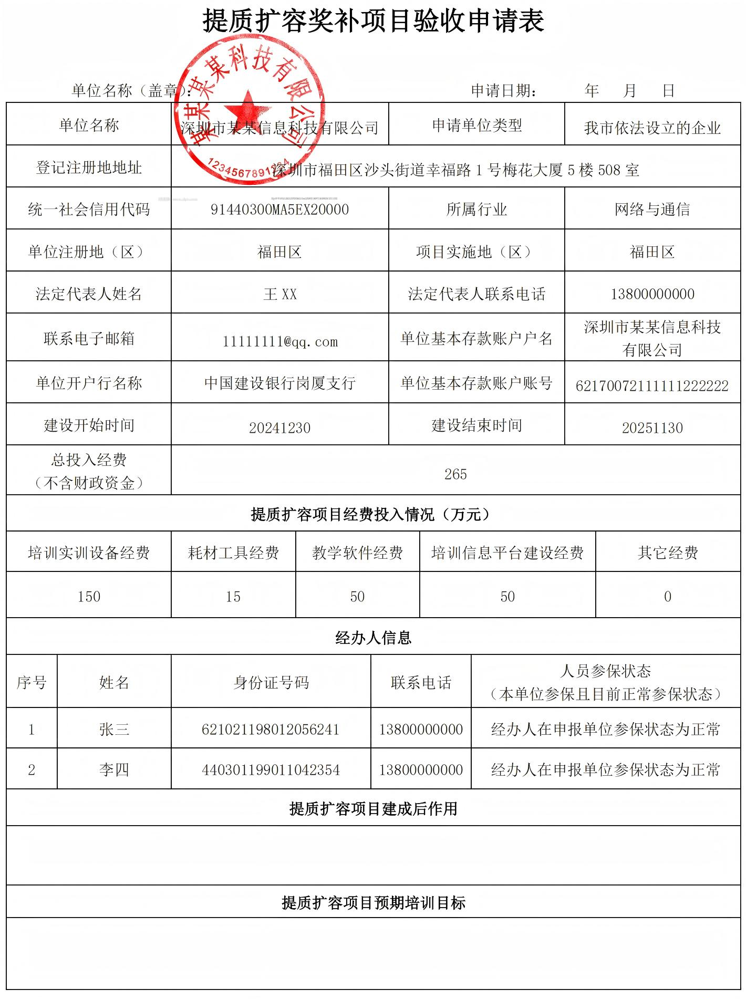 提质扩容奖补项目验收申请表
单位名称（盖章）： 申请日期： 年 月 日
某某某某科技有限公司
1234567891234
单位名称 深圳市某某信息科技有限公司 申请单位类型 我市依法设立的企业
登记注册地地址 深圳市福田区沙头街道幸福路1号梅花大厦5楼508室
统一社会信用代码 91440300MA5EX20000 所属行业 网络与通信
单位注册地（区） 福田区 项目实施地（区） 福田区
法定代表人姓名 王XX 法定代表人联系电话 13800000000
联系电子邮箱 11111111@qq.com 单位基本存款账户户名 深圳市某某信息科技
有限公司
单位开户行名称 中国建设银行岗厦支行 单位基本存款账户账号 62170072111111222222
建设开始时间 20241230 建设结束时间 20251130
总投入经费
（不含财政资金） 265
提质扩容项目经费投入情况（万元）
培训实训设备经费 耗材工具经费 教学软件经费 培训信息平台建设经费 其它经费
150 15 50 50 0
经办人信息
序号 姓名 身份证号码 联系电话 人员参保状态
（本单位参保且目前正常参保状态）
1 张三 621021198012056241 13800000000 经办人在申报单位参保状态为正常
2 李四 440301199011042354 13800000000 经办人在申报单位参保状态为正常
提质扩容项目建成后作用
提质扩容项目预期培训目标